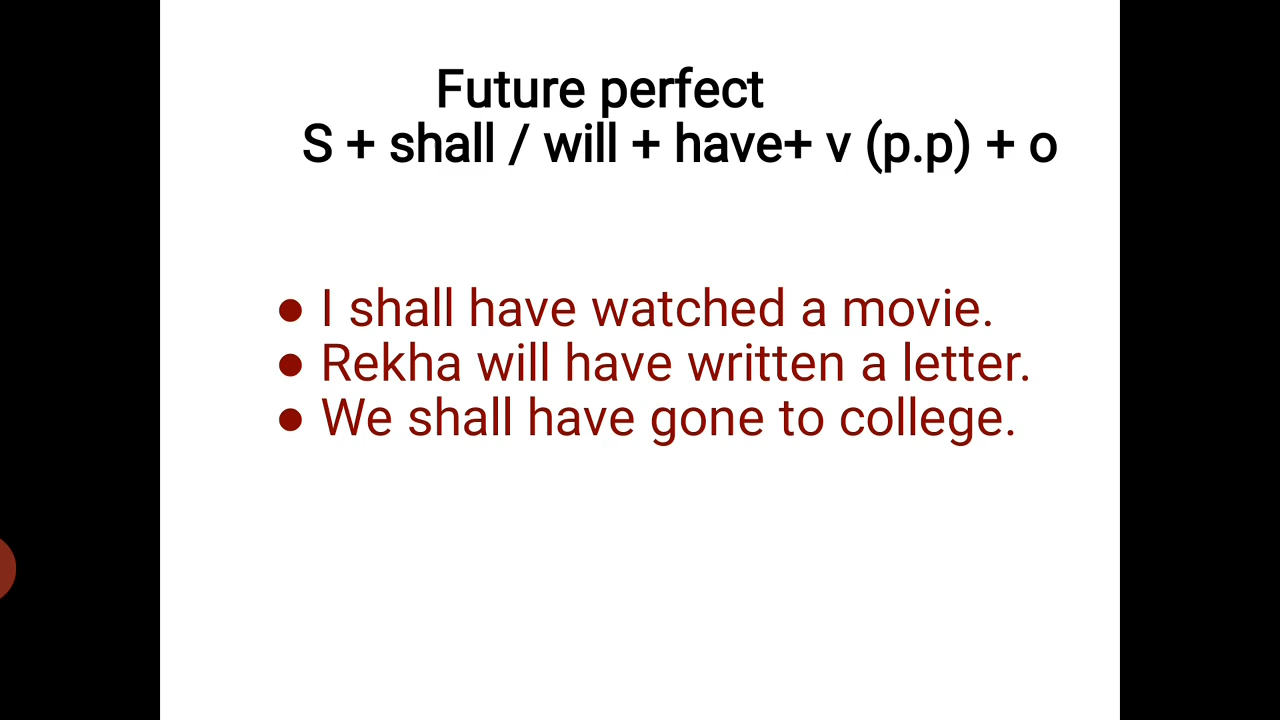 Future perfect
S + shall / will + have+ v (p.p) + o
● I shall have watched a movie.
● Rekha will have written a letter.
● We shall have gone to college.